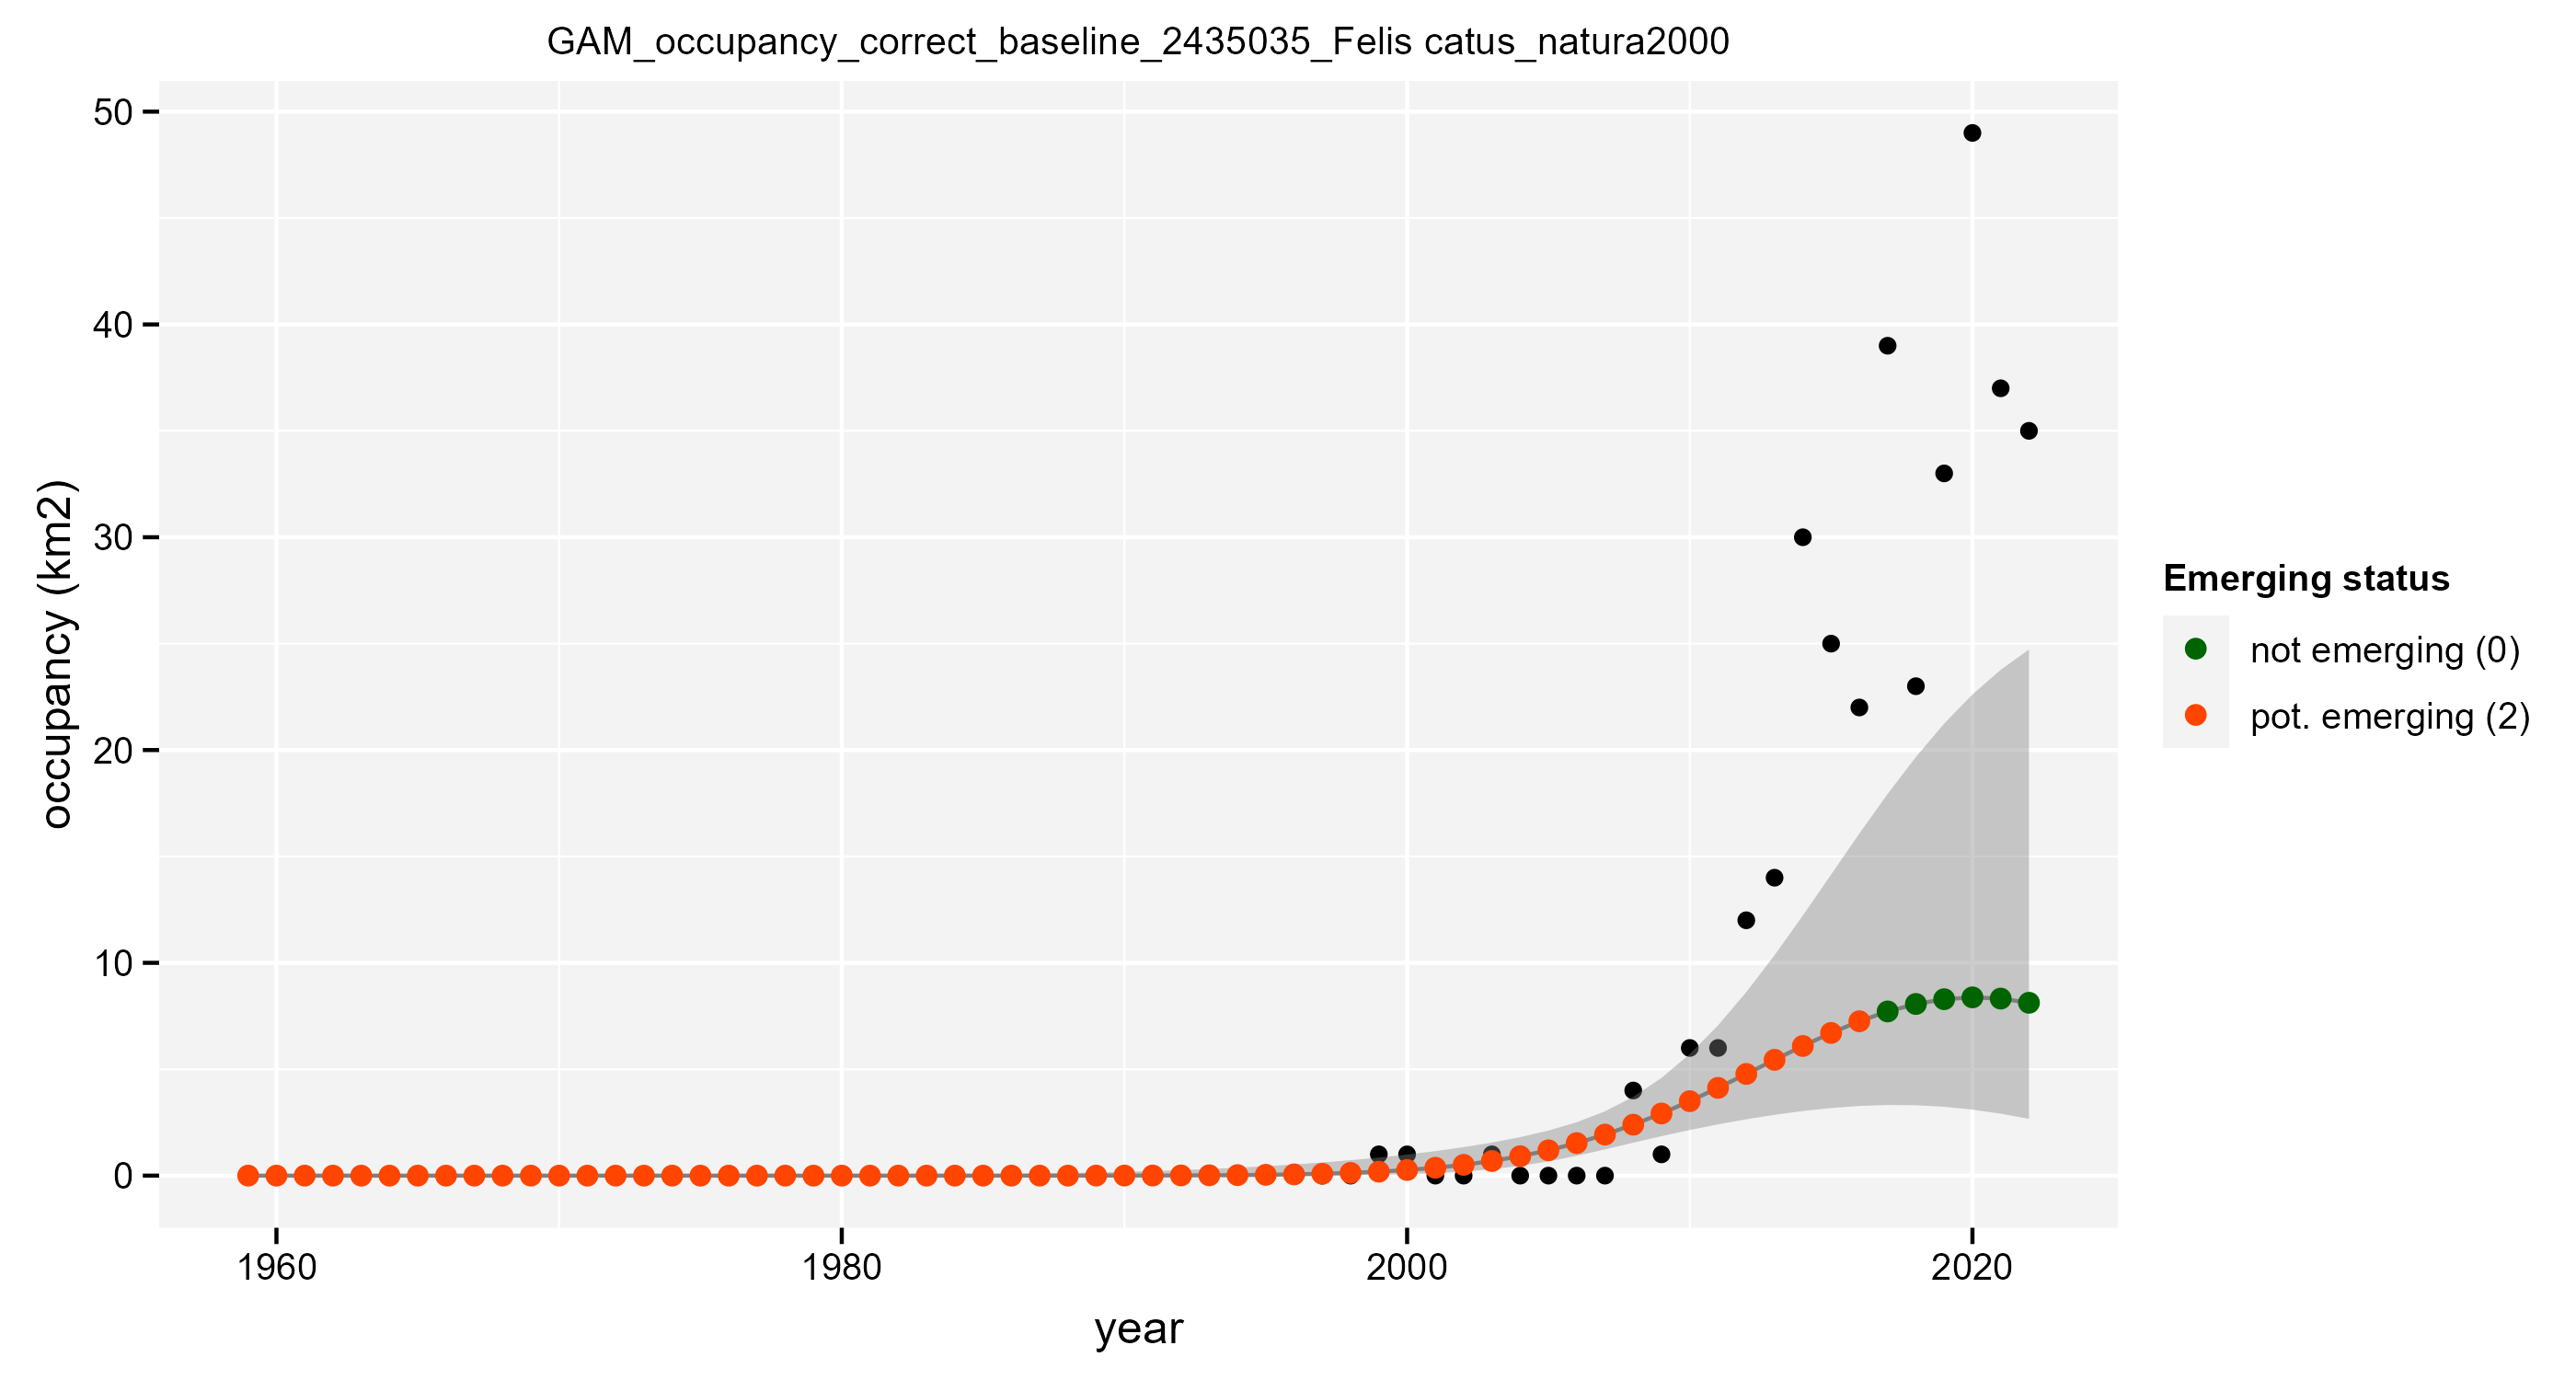 GAM_occupancy_correct_baseline_2435035_Felis catus_natura2000
50
40
30
20
10
0
occupancy (km2)
1960 1980 2000 2020
year
Emerging status
not emerging (0)
pot. emerging (2)